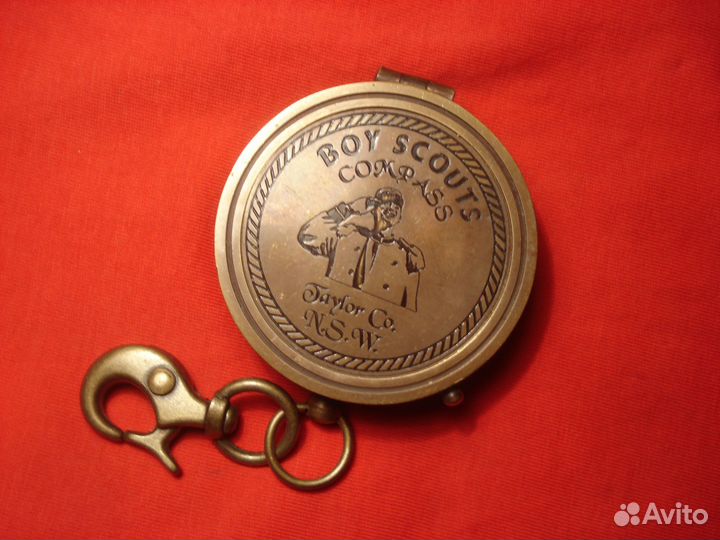 BOY SCOUTS
COMPASS
Taylor Co.
N.S.W.
Avito